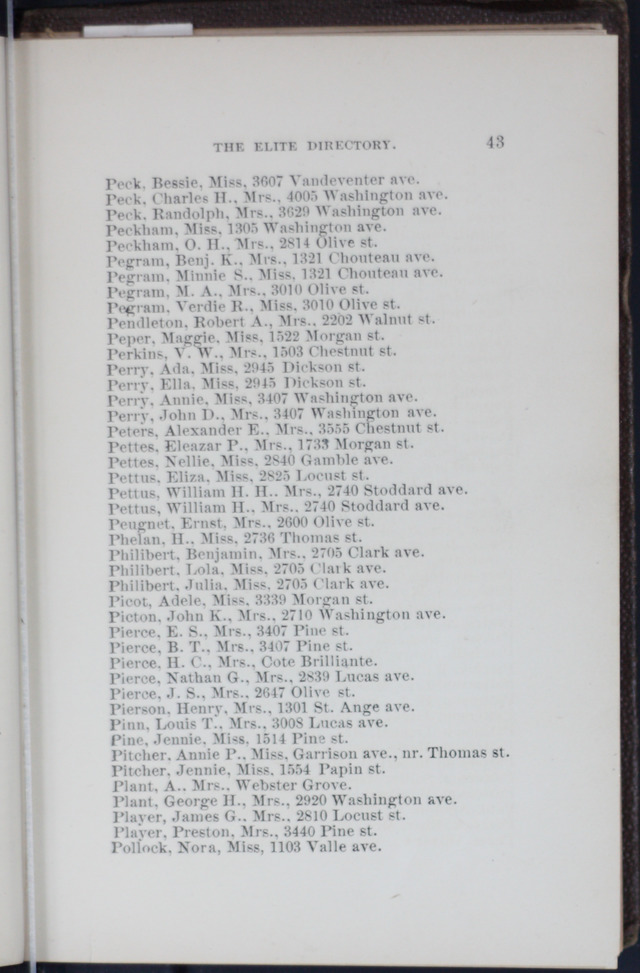 THE ELITE DIRECTORY. 43
Peck, Bessie, Miss, 3607 Vandeventer ave.
Peck, Charles H., Mrs., 4005 Washington ave.
Peck, Randolph, Mrs., 3629 Washington ave.
Peckham, Miss, 1305 Washington ave.
Peckham, O. H., Mrs., 2814 Olive st.
Pegram, Benj. K., Mrs., 1321 Chouteau ave.
Pegram, Minnie S., Miss, 1321 Chouteau ave.
Pegram, M. A., Mrs., 3010 Olive st.
Pegram, Verdie R., Miss, 3010 Olive st.
Pendleton, Robert A., Mrs., 2202 Walnut st.
Peper, Maggie, Miss, 1522 Morgan st.
Perkins, V. W., Mrs., 1503 Chestnut st.
Perry, Ada, Miss, 2945 Dickson st.
Perry, Ella, Miss, 2945 Dickson st.
Perry, Annie, Miss, 3407 Washington ave.
Perry, John D., Mrs., 3407 Washington ave.
Peters, Alexander E., Mrs., 3555 Chestnut st.
Pettes, Eleazar P., Mrs., 1733 Morgan st.
Pettes, Nellie, Miss, 2840 Gamble ave.
Pettus, Eliza, Miss, 2825 Locust st.
Pettus, William H. H.. Mrs., 2740 Stoddard ave.
Pettus, William H., Mrs., 2740 Stoddard ave.
Peugnet, Ernst, Mrs., 2600 Olive st.
Phelan, H., Miss, 2736 Thomas st.
Philibert, Benjamin, Mrs., 2705 Clark ave.
Philibert, Lola, Miss, 2705 Clark ave.
Philibert, Julia, Miss, 2705 Clark ave.
Picot, Adele, Miss, 3339 Morgan st.
Picton, John K., Mrs., 2710 Washington ave.
Pierce, E. S., Mrs., 3407 Pine st.
Pierce, B. T., Mrs., 3407 Pine st.
Pierce, H. C., Mrs., Cote Brilliante.
Pierce, Nathan G., Mrs., 2839 Lucas ave.
Pierce, J. S., Mrs., 2647 Olive st.
Pierson, Henry, Mrs., 1301 St. Ange ave.
Pinn, Louis T., Mrs., 3008 Lucas ave.
Pine, Jennie, Miss, 1514 Pine st.
Pitcher, Annie P., Miss, Garrison ave., nr. Thomas st.
Pitcher, Jennie, Miss, 1554 Papin st.
Plant, A., Mrs., Webster Grove.
Plant, George H., Mrs., 2920 Washington ave.
Player, James G., Mrs., 2810 Locust st.
Player, Preston, Mrs., 3440 Pine st.
Pollock, Nora, Miss, 1103 Valle ave.